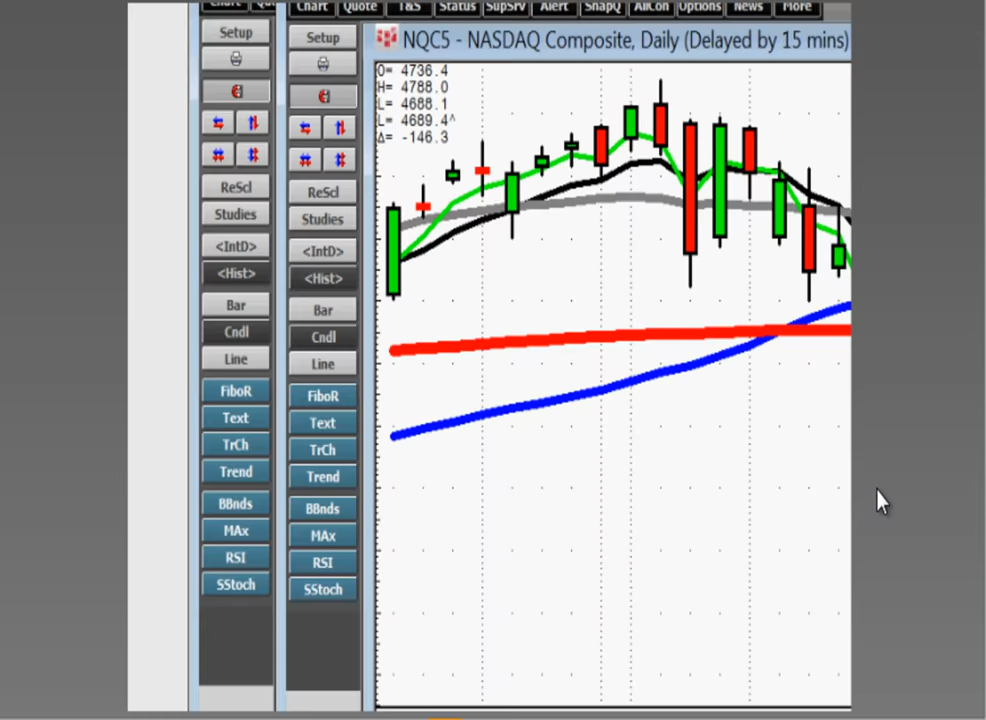 Chart Quote T&S Status SupSrv Alert SnapQ AllCon Options News More
NQC5 - NASDAQ Composite, Daily (Delayed by 15 mins)
O= 4736.4
H= 4788.0
L= 4688.1
L= 4689.4^
Δ= -146.3
Setup
ReScl
Studies
<IntD>
<Hist>
Bar
Cndl
Line
FiboR
Text
TrCh
Trend
BBnds
MAx
RSI
SStoch
Setup
ReScl
Studies
<IntD>
<Hist>
Bar
Cndl
Line
FiboR
Text
TrCh
Trend
BBnds
MAx
RSI
SStoch